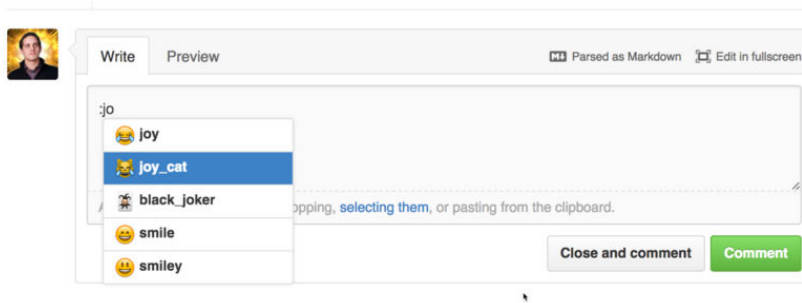 Write Preview Parsed as Markdown Edit in fullscreen
:jo
joy
joy_cat
black_joker
opping, selecting them, or pasting from the clipboard.
smile
Close and comment Comment
smiley